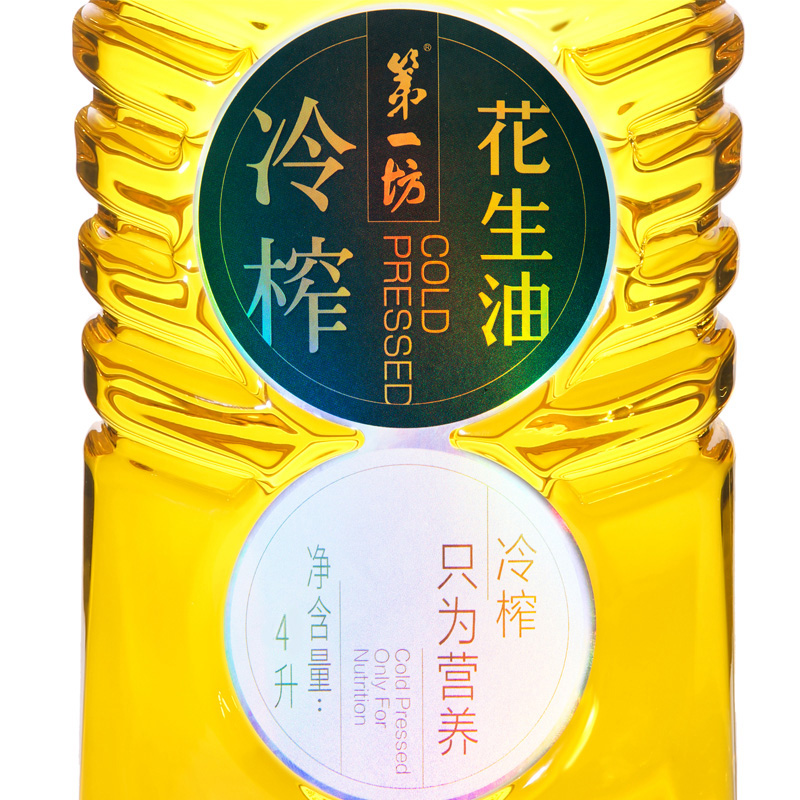 花生油
第一坊®
COLD
PRESSED
冷榨
冷榨
只为营养
Cold Pressed
Only For
Nutrition
净含量：
4升